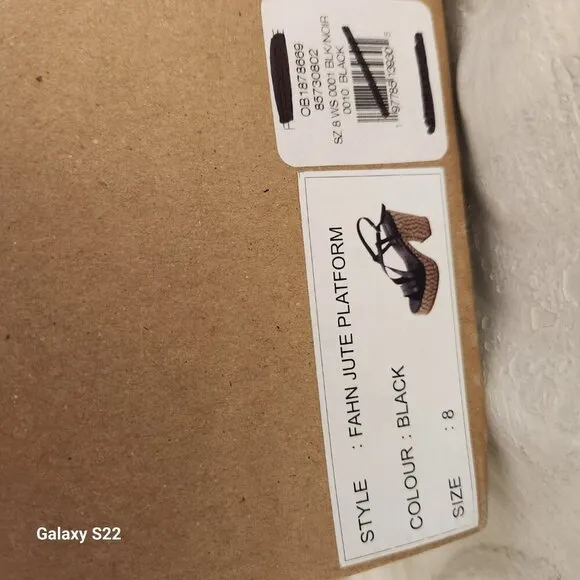 OB1878669
85730802
SZ 8 WS 0001 BLK/NOIR
0010 BLACK
STYLE : FAHN JUTE PLATFORM
COLOUR : BLACK
SIZE : 8
Galaxy S22